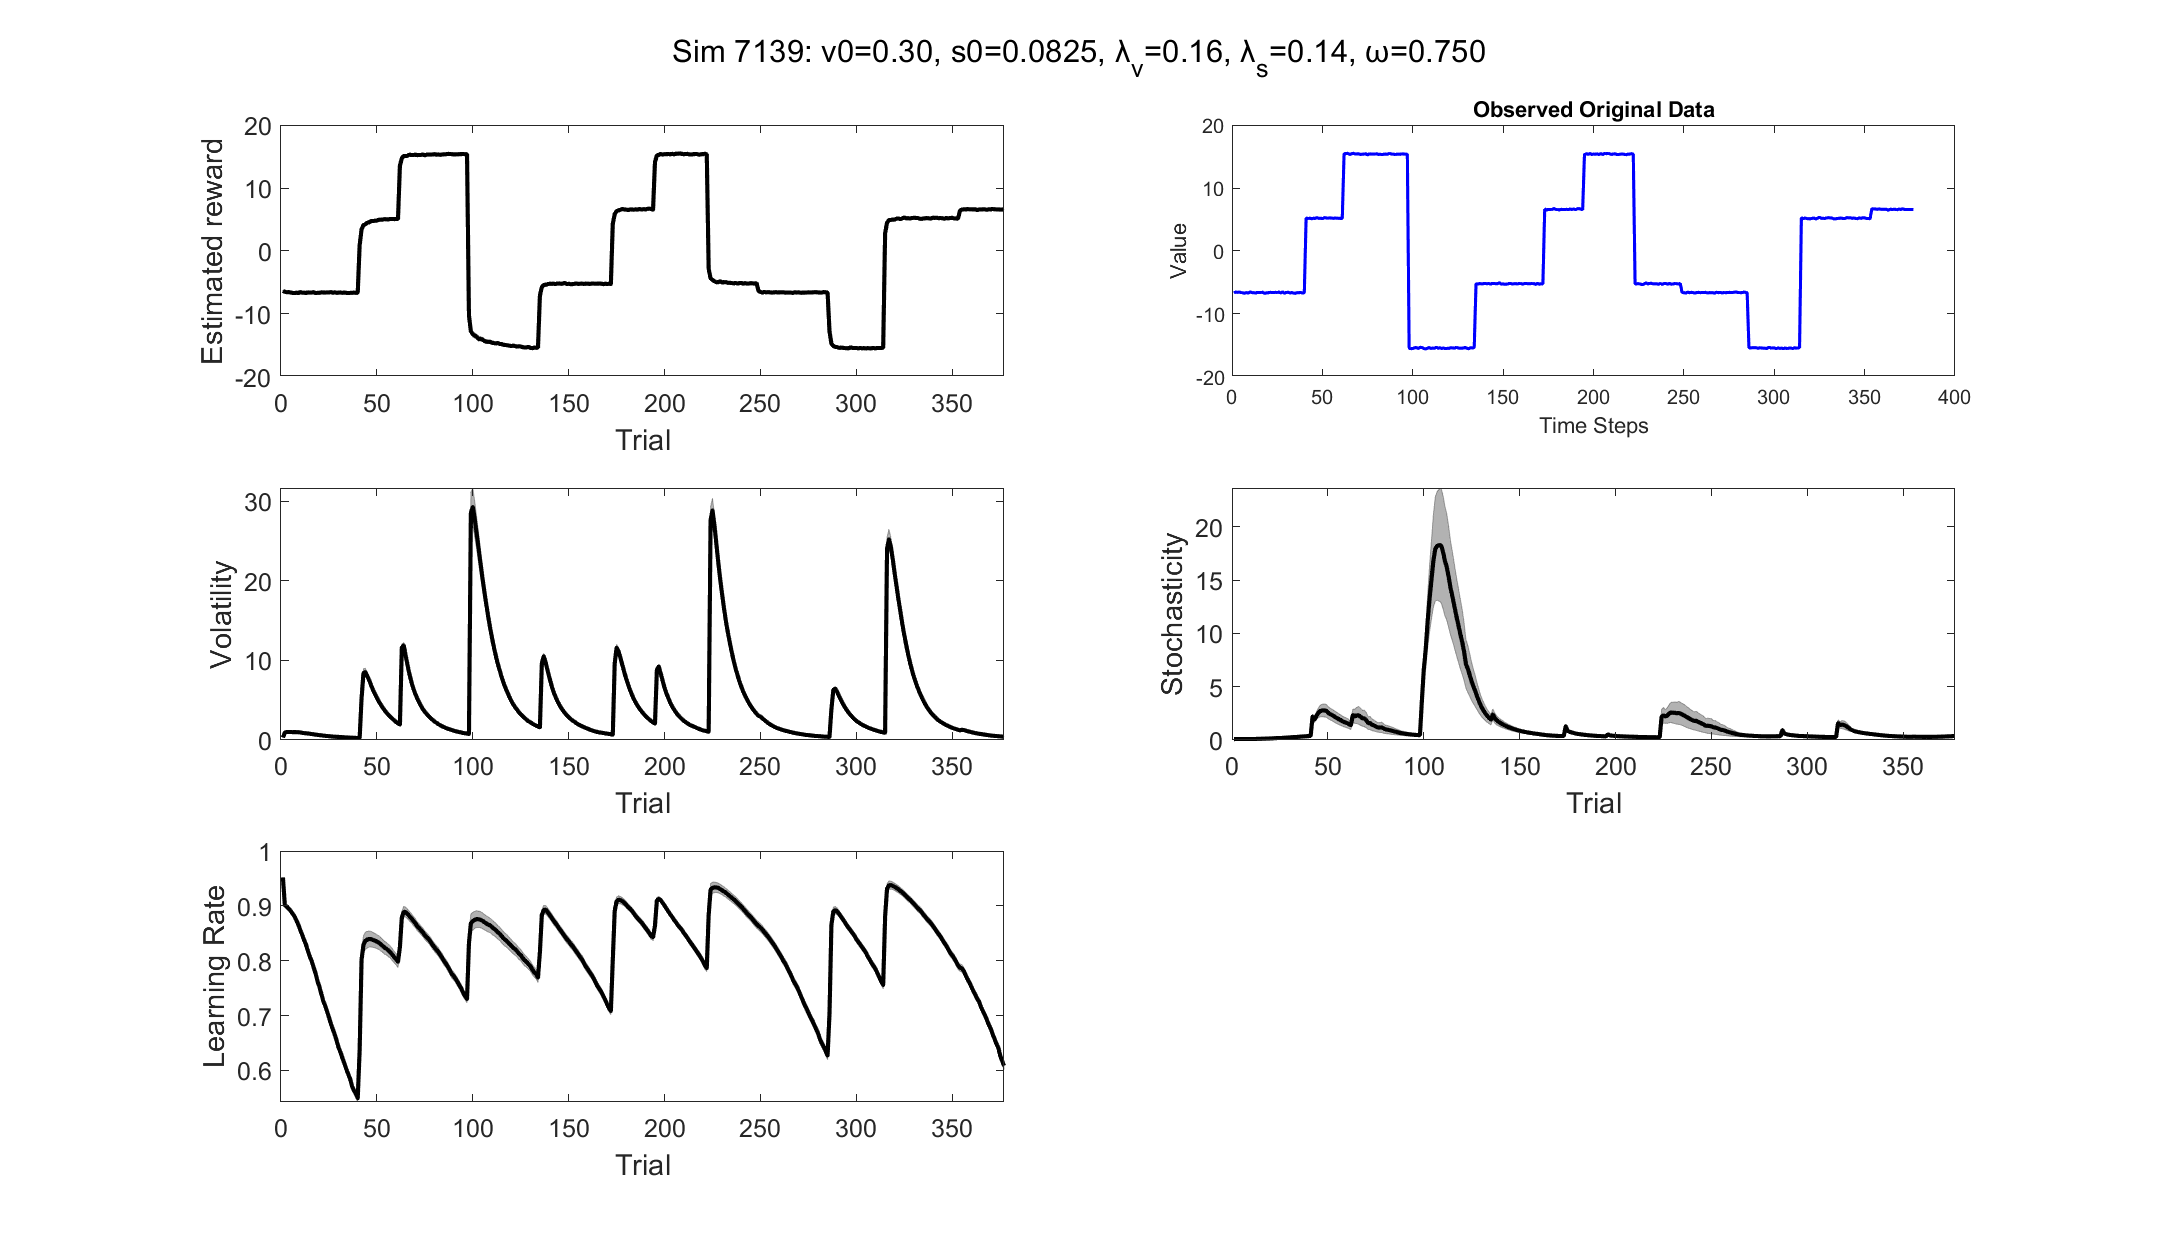 Sim 7139: v0=0.30, s0=0.0825, λ_v=0.16, λ_s=0.14, ω=0.750
Estimated reward
20
10
0
-10
-20
0 50 100 150 200 250 300 350
Trial
Observed Original Data
Value
20
10
0
-10
-20
0 50 100 150 200 250 300 350 400
Time Steps
Volatility
30
20
10
0
0 50 100 150 200 250 300 350
Trial
Stochasticity
20
15
10
5
0
0 50 100 150 200 250 300 350
Trial
Learning Rate
1
0.9
0.8
0.7
0.6
0 50 100 150 200 250 300 350
Trial